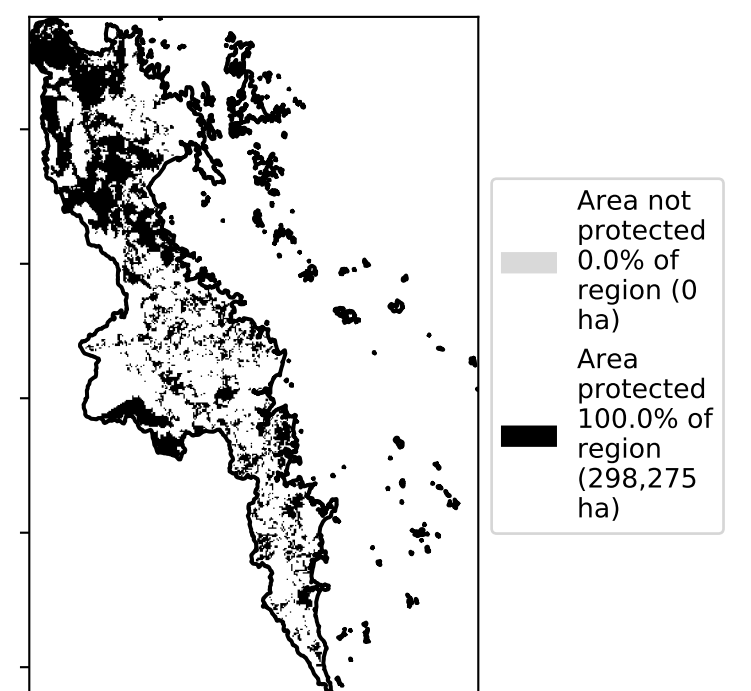 Area not
protected
0.0% of
region (0
ha)
Area
protected
100.0% of
region
(298,275
ha)